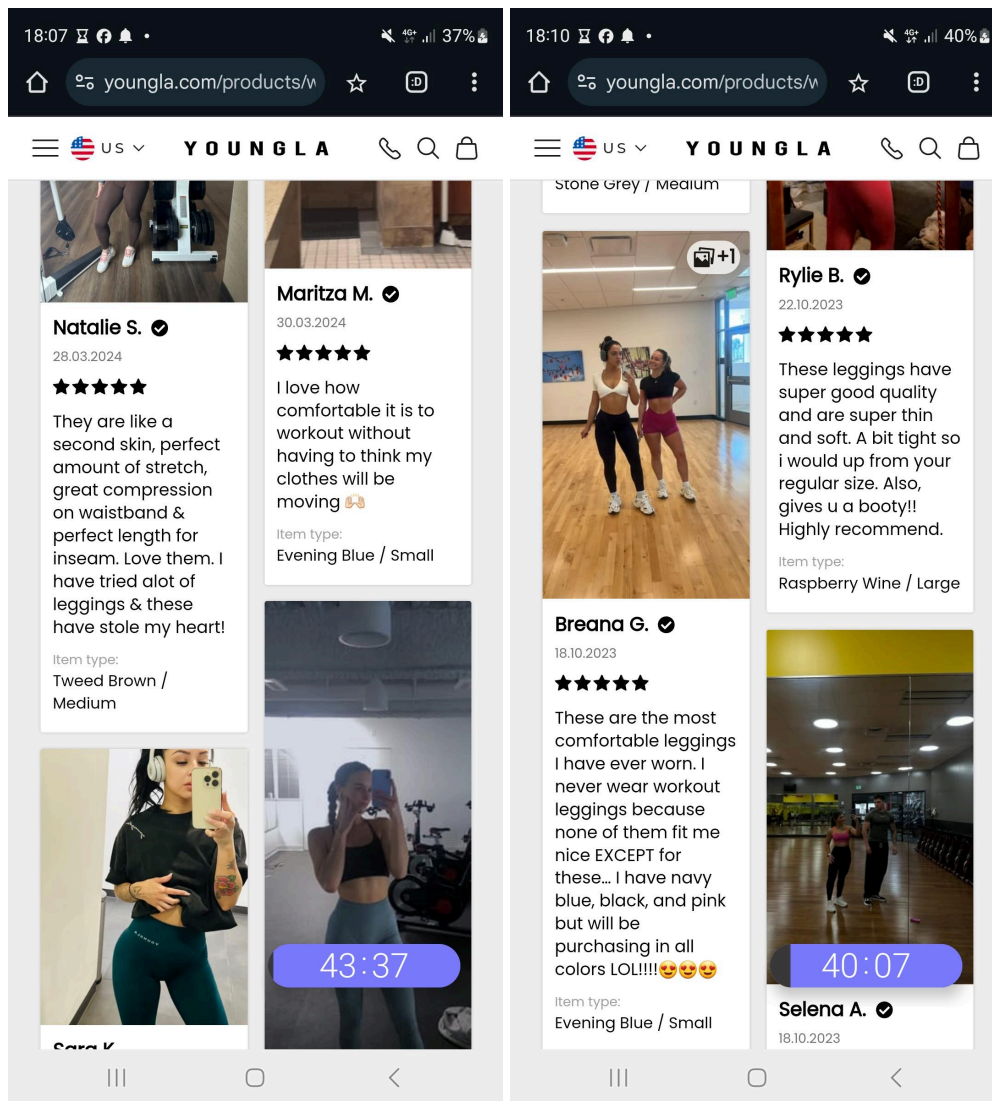 18:07
4G+
37%
youngla.com/products/w
:D
US
YOUNGLA
Natalie S.
28.03.2024
★★★★★
They are like a
second skin, perfect
amount of stretch,
great compression
on waistband &
perfect length for
inseam. Love them. I
have tried alot of
leggings & these
have stole my heart!
Item type:
Tweed Brown /
Medium
Sara K
Maritza M.
30.03.2024
★★★★★
I love how
comfortable it is to
workout without
having to think my
clothes will be
moving 🙌🏻
Item type:
Evening Blue / Small
43:37
18:10
4G+
40%
youngla.com/products/w
:D
US
YOUNGLA
Stone Grey / Medium
+1
Breana G.
18.10.2023
★★★★★
These are the most
comfortable leggings
I have ever worn. I
never wear workout
leggings because
none of them fit me
nice EXCEPT for
these... I have navy
blue, black, and pink
but will be
purchasing in all
colors LOL!!!!😍😍😍
Item type:
Evening Blue / Small
Rylie B.
22.10.2023
★★★★★
These leggings have
super good quality
and are super thin
and soft. A bit tight so
i would up from your
regular size. Also,
gives u a booty!!
Highly recommend.
Item type:
Raspberry Wine / Large
40:07
Selena A.
18.10.2023